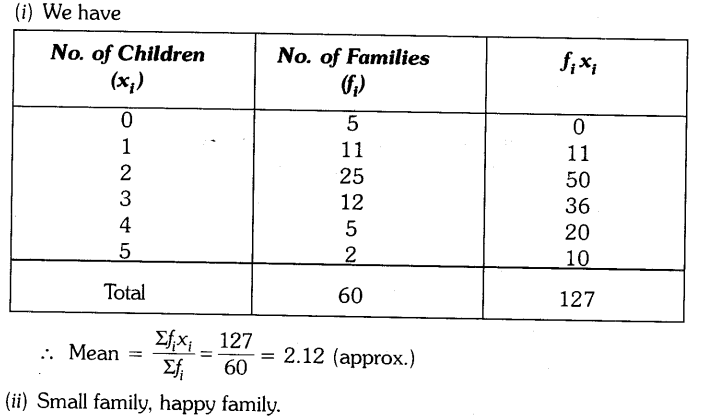 (i) We have
No. of Children No. of Families fᵢxᵢ
(xᵢ) (fᵢ)
0 5 0
1 11 11
2 25 50
3 12 36
4 5 20
5 2 10
Total 60 127
∴ Mean = Σfᵢxᵢ/Σfᵢ = 127/60 = 2.12 (approx.)
(ii) Small family, happy family.